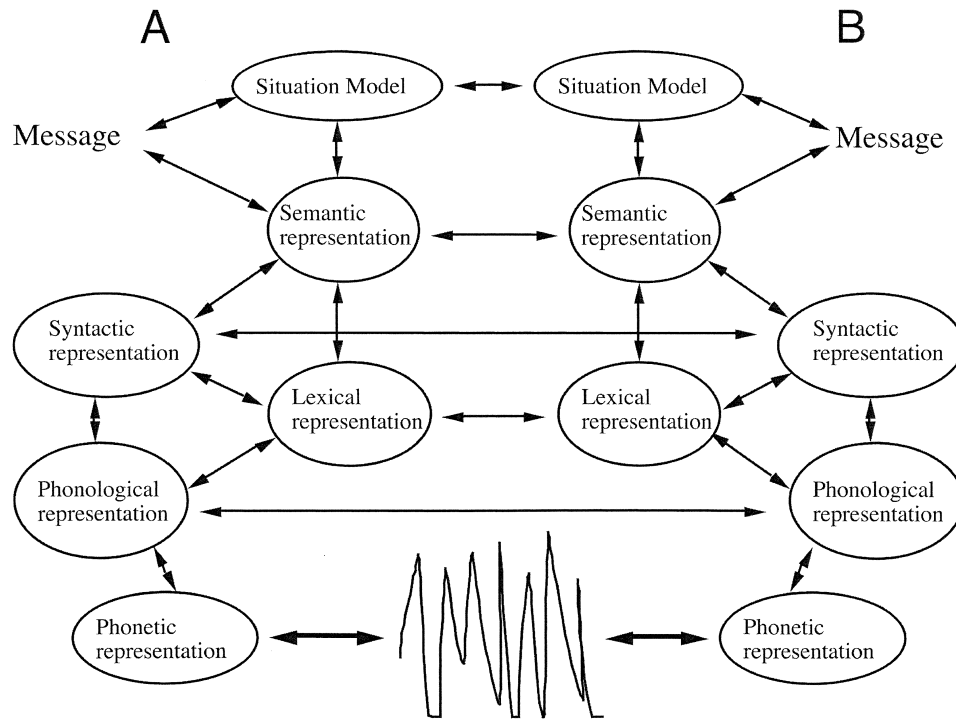 A
B
Situation Model
Situation Model
Message
Message
Semantic
representation
Semantic
representation
Syntactic
representation
Syntactic
representation
Lexical
representation
Lexical
representation
Phonological
representation
Phonological
representation
Phonetic
representation
Phonetic
representation